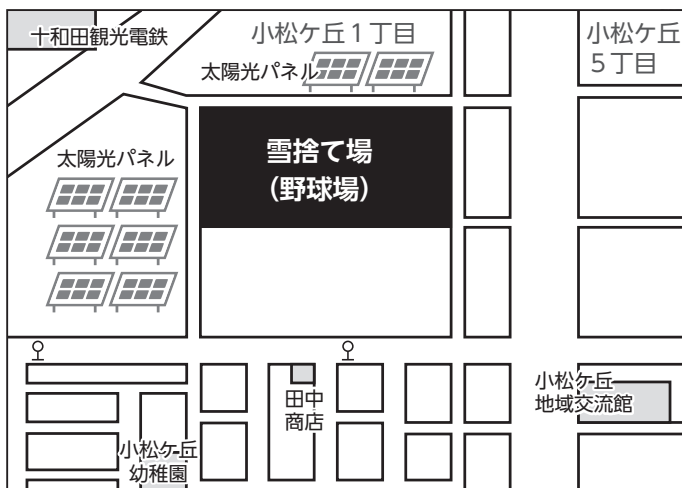 十和田観光電鉄
小松ケ丘１丁目
小松ケ丘
５丁目
太陽光パネル
太陽光パネル
雪捨て場
（野球場）
田中
商店
小松ケ丘
地域交流館
小松ケ丘
幼稚園